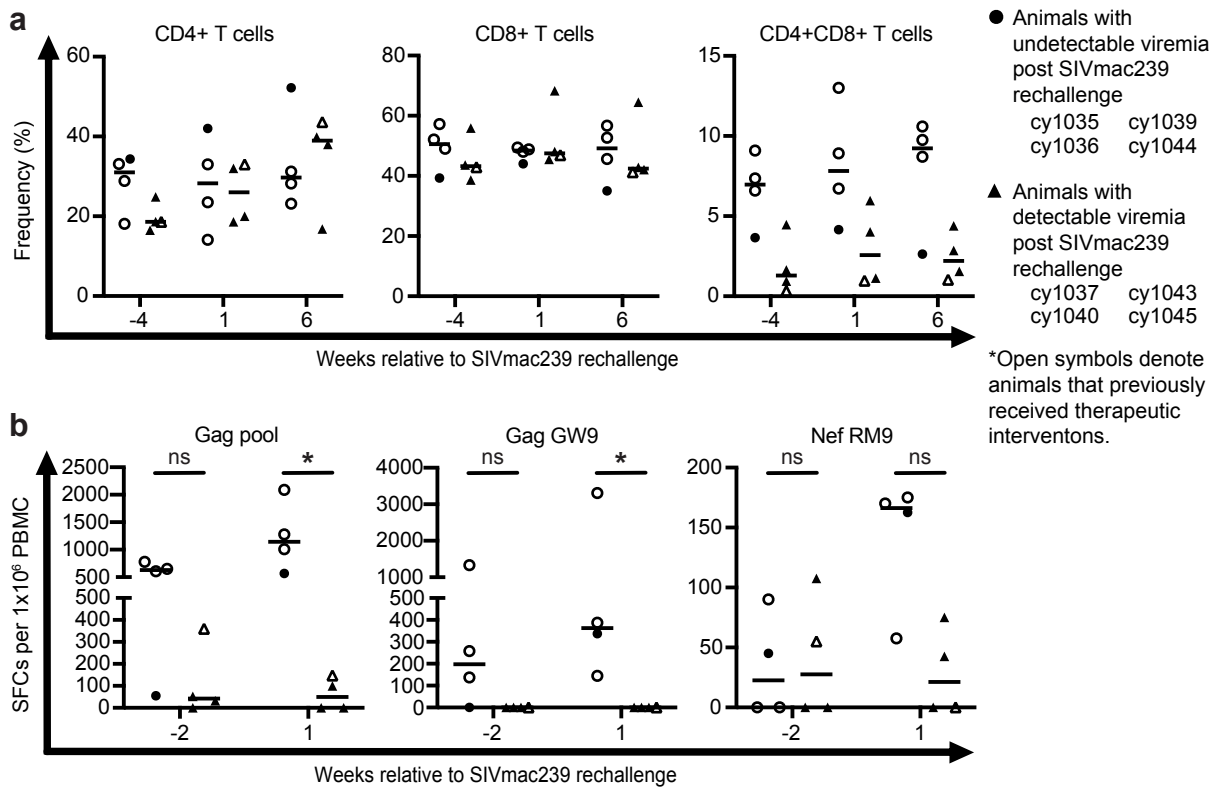 a
CD4+ T cells
CD8+ T cells
CD4+CD8+ T cells
Frequency (%)
60
40
20
0
-4
1
6
80
60
40
20
0
-4
1
6
15
10
5
0
-4
1
6
Weeks relative to SIVmac239 rechallenge
● Animals with
undetectable viremia
post SIVmac239
rechallenge
cy1035 cy1039
cy1036 cy1044
▲ Animals with
detectable viremia
post SIVmac239
rechallenge
cy1037 cy1043
cy1040 cy1045
*Open symbols denote
animals that previously
received therapeutic
interventons.
b
Gag pool
Gag GW9
Nef RM9
SFCs per 1x10⁶ PBMC
ns
*
2500
2000
1500
1000
500
500
400
300
200
100
0
-2
1
ns
*
4000
3000
2000
1000
500
400
300
200
100
0
-2
1
ns
ns
200
150
100
50
0
-2
1
Weeks relative to SIVmac239 rechallenge